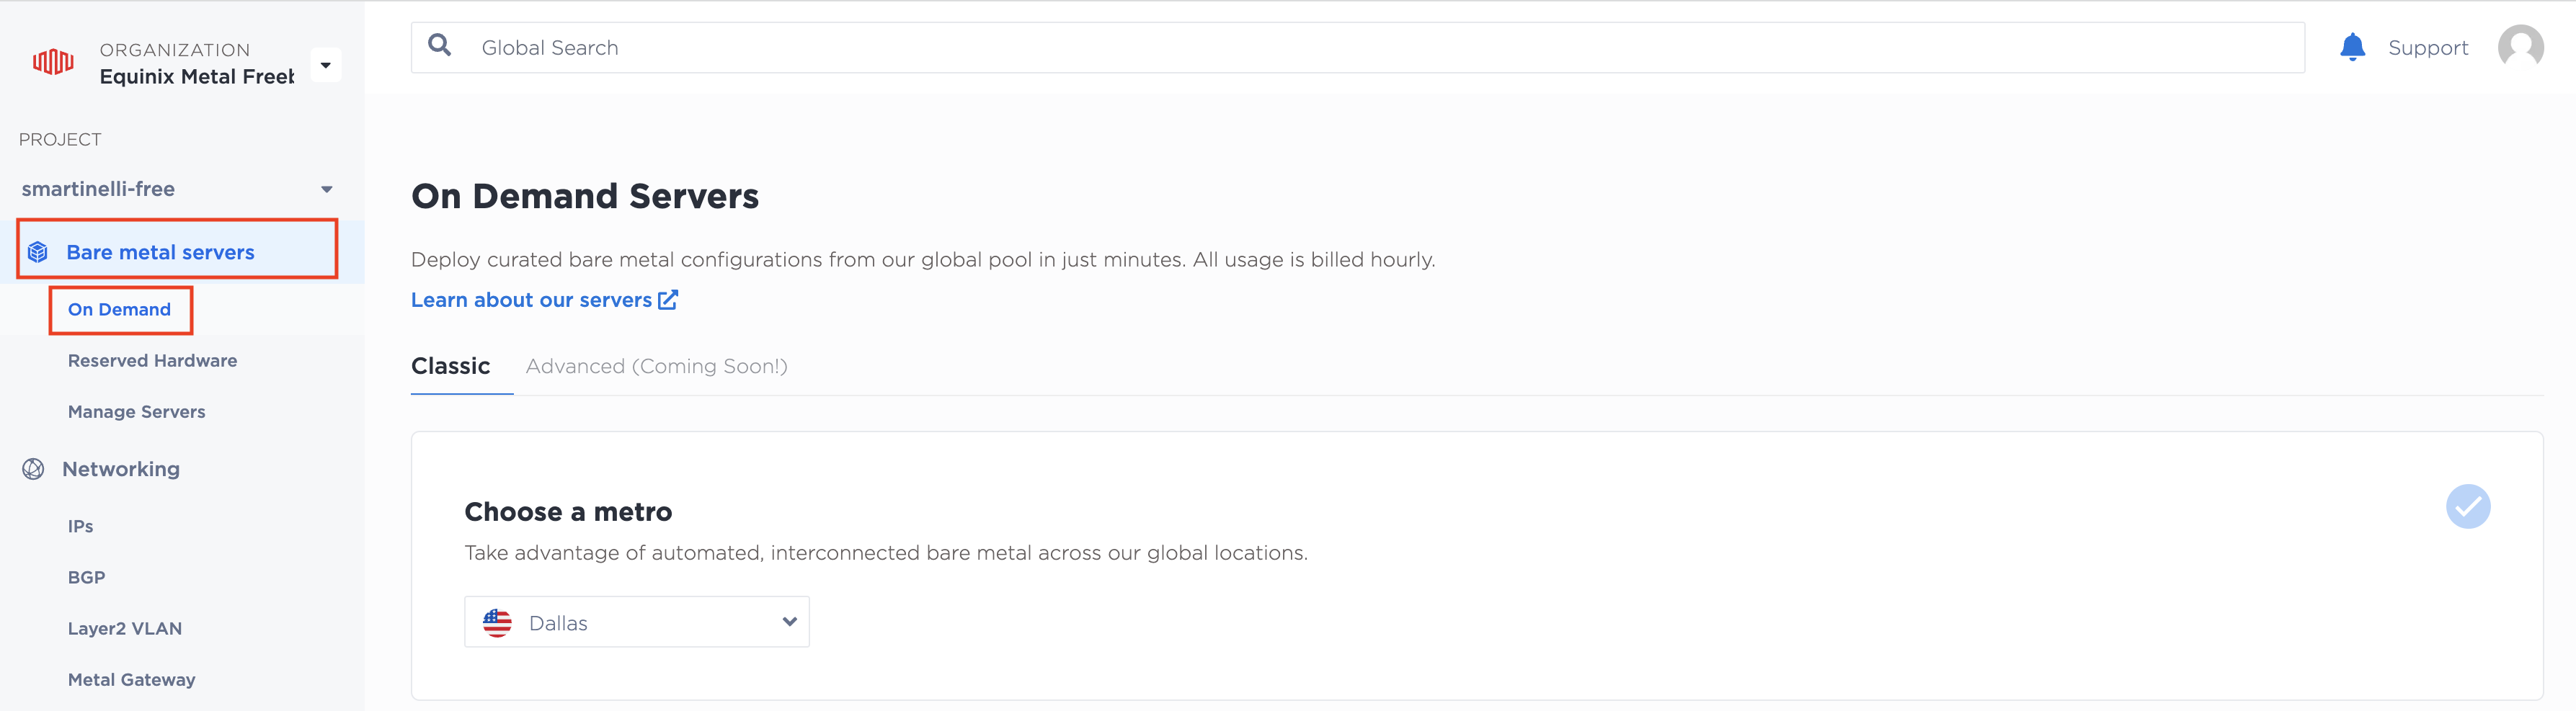 ORGANIZATION
Equinix Metal Free
PROJECT
smartinelli-free
Bare metal servers
On Demand
Reserved Hardware
Manage Servers
Networking
IPs
BGP
Layer2 VLAN
Metal Gateway
Global Search
Support
On Demand Servers
Deploy curated bare metal configurations from our global pool in just minutes. All usage is billed hourly.
Learn about our servers
Classic
Advanced (Coming Soon!)
Choose a metro
Take advantage of automated, interconnected bare metal across our global locations.
Dallas